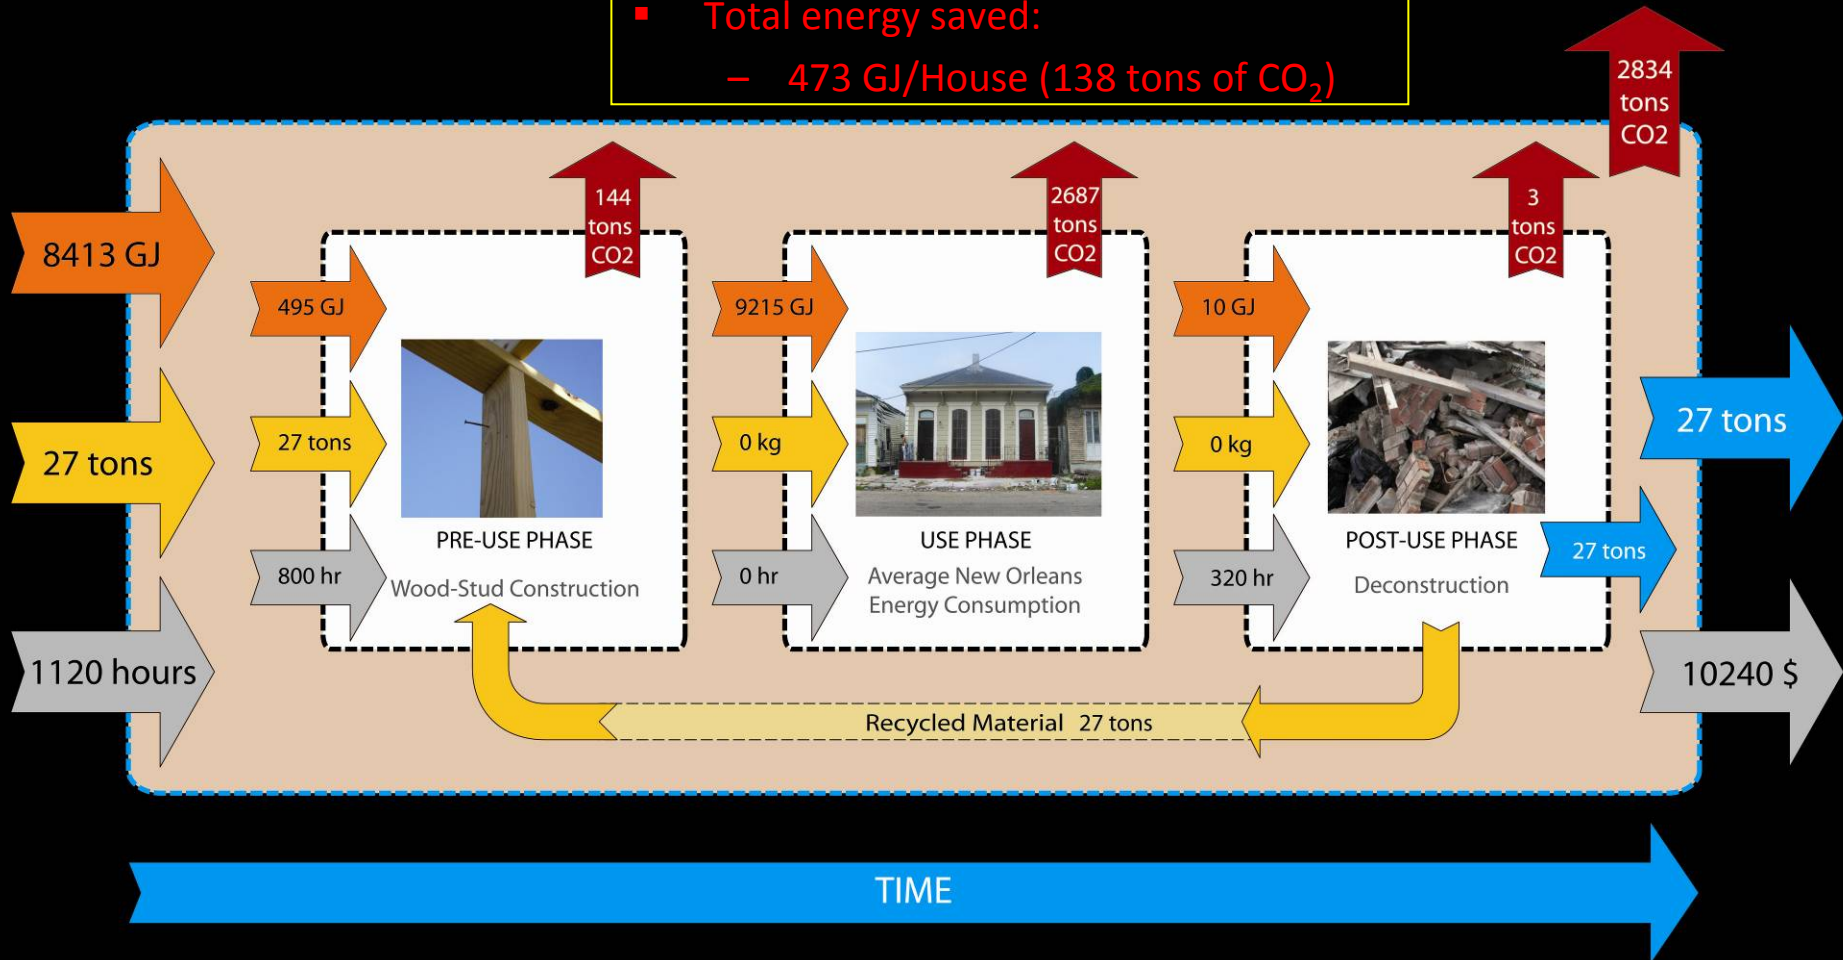 ▪ Total energy saved:
– 473 GJ/House (138 tons of CO₂)
2834
tons
CO2
144
tons
CO2
2687
tons
CO2
3
tons
CO2
8413 GJ
495 GJ
9215 GJ
10 GJ
27 tons
27 tons
0 kg
0 kg
27 tons
PRE-USE PHASE
USE PHASE
POST-USE PHASE
27 tons
800 hr
Wood-Stud Construction
0 hr
Average New Orleans
Energy Consumption
320 hr
Deconstruction
1120 hours
10240 $
Recycled Material 27 tons
TIME